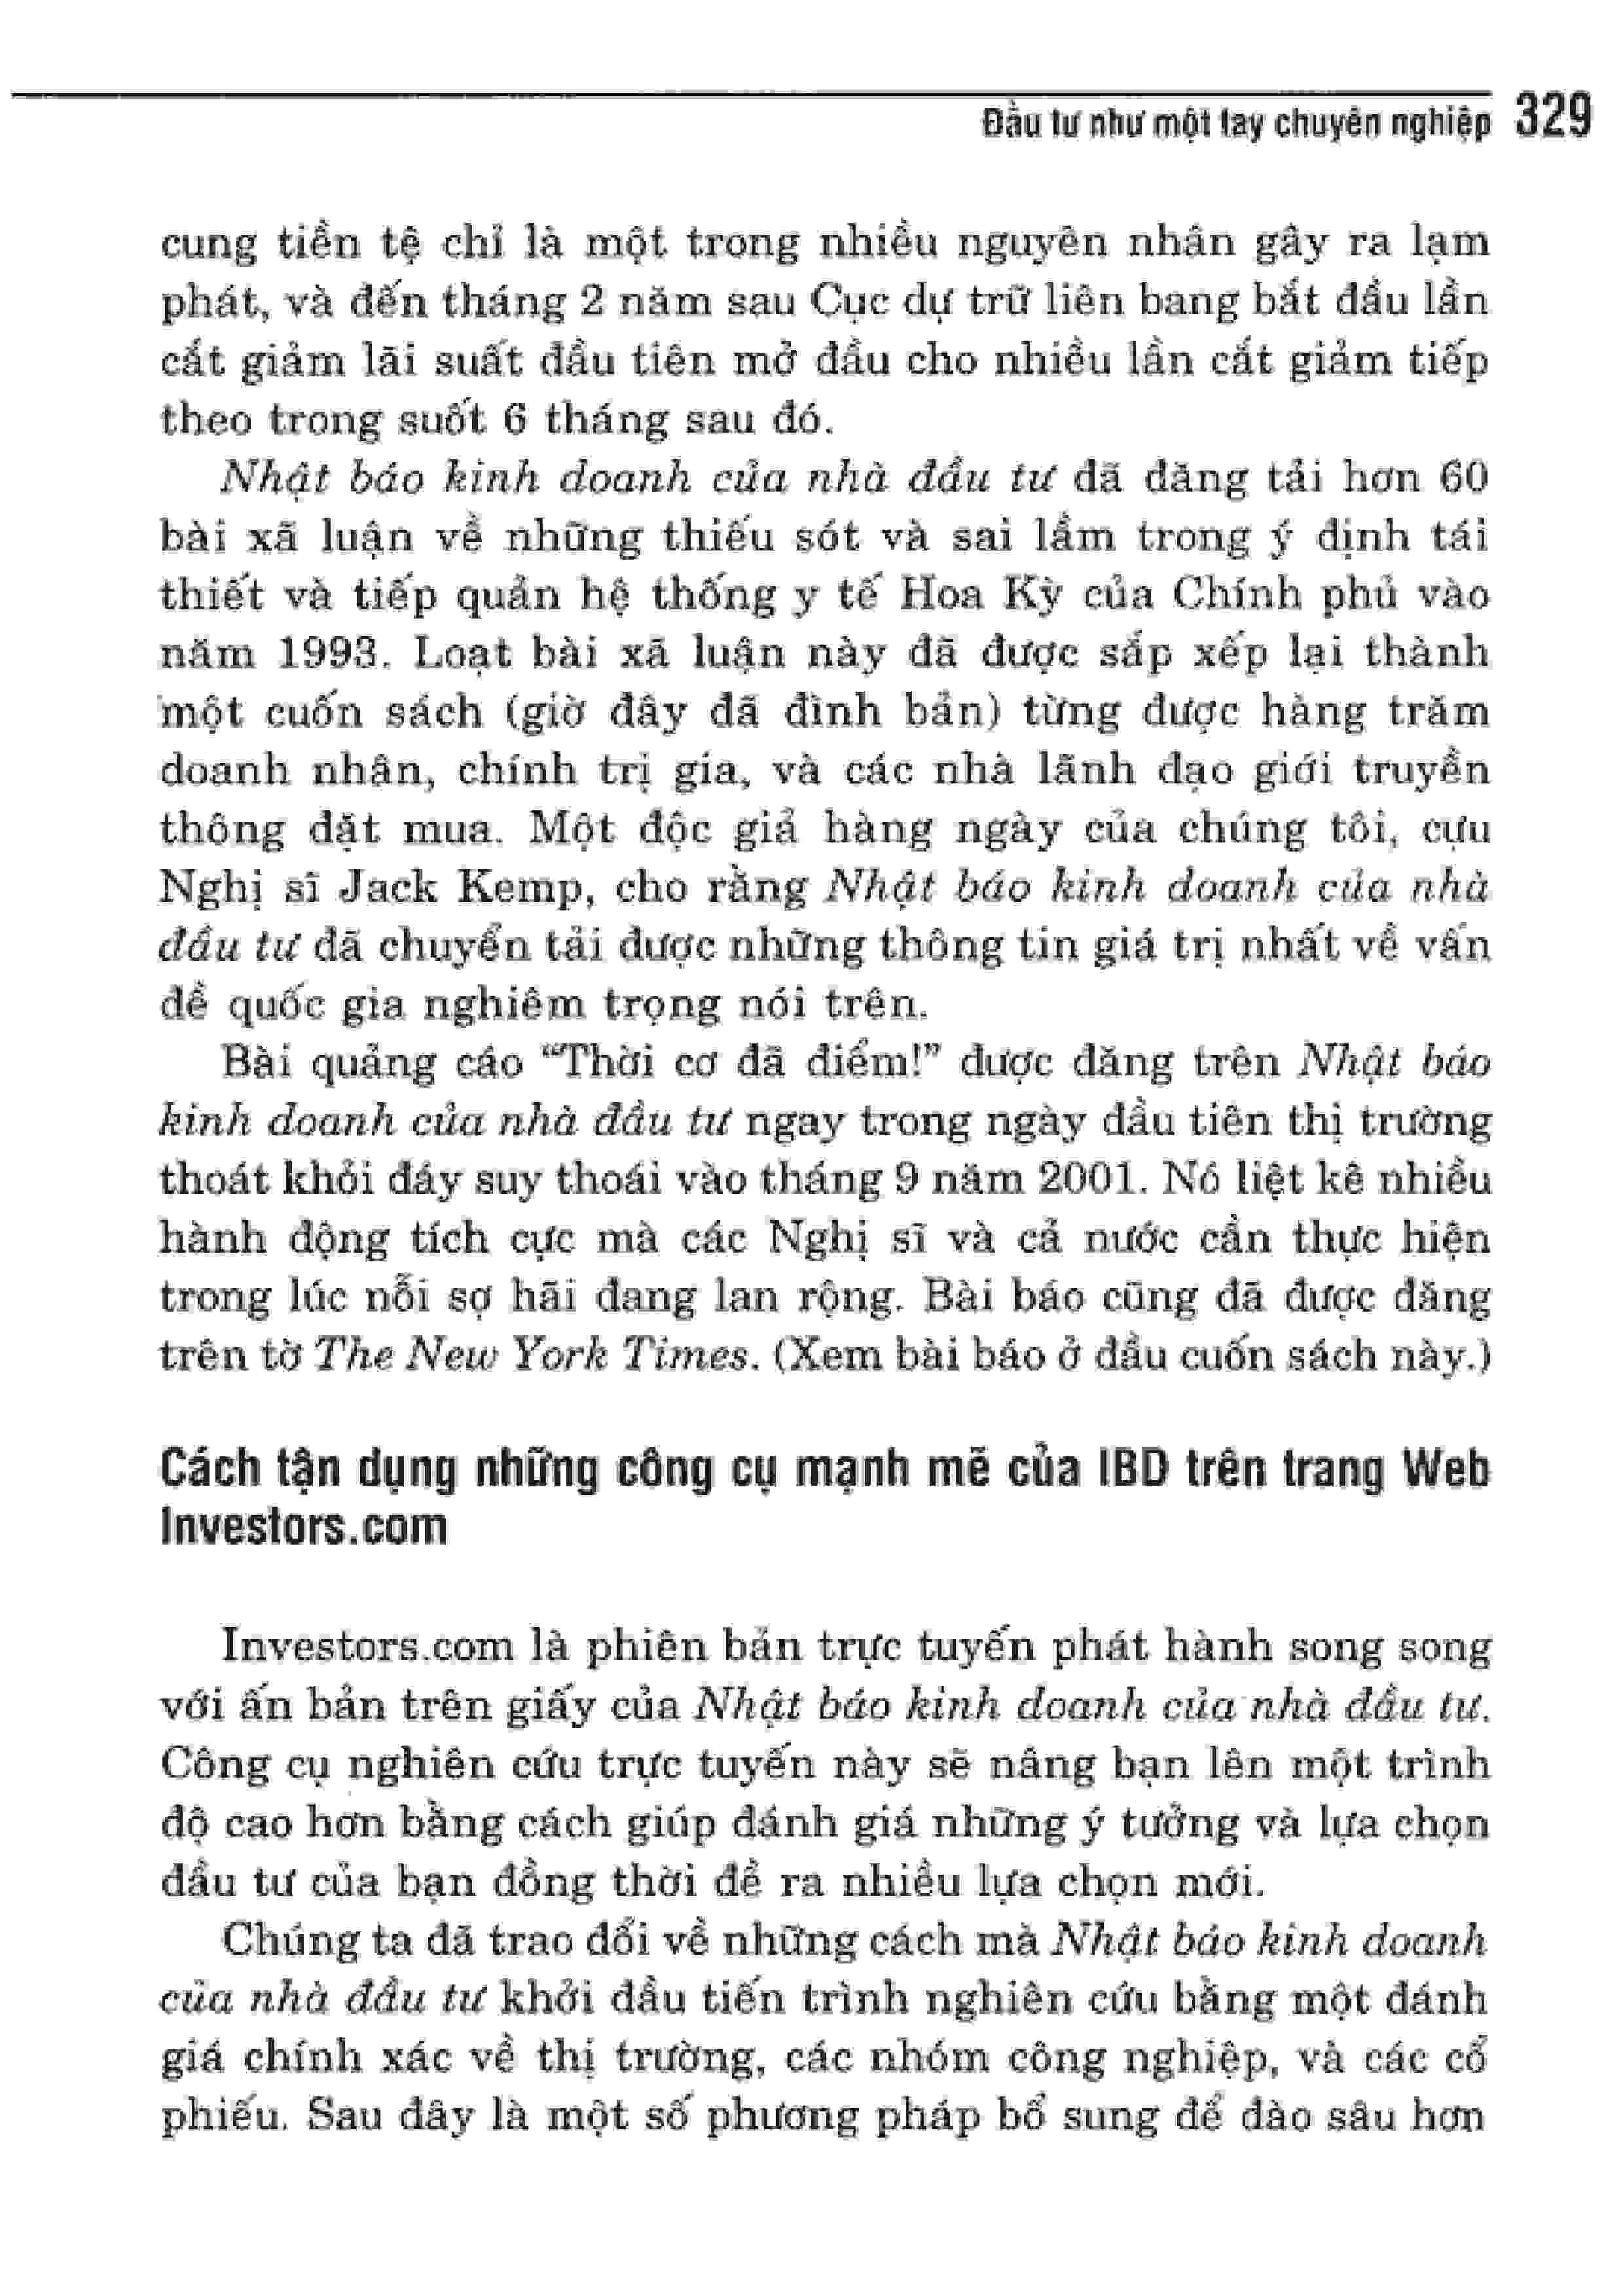 Đầu tư như một tay chuyên nghiệp 329
cung tiền tệ chỉ là một trong nhiều nguyên nhân gây ra lạm
phát, và đến tháng 2 năm sau Cục dự trữ liên bang bắt đầu lần
cắt giảm lãi suất đầu tiên mở đầu cho nhiều lần cắt giảm tiếp
theo trong suốt 6 tháng sau đó.
Nhật báo kinh doanh của nhà đầu tư đã đăng tải hơn 60
bài xã luận về những thiếu sót và sai lầm trong ý định tái
thiết và tiếp quản hệ thống y tế Hoa Kỳ của Chính phủ vào
năm 1993. Loạt bài xã luận này đã được sắp xếp lại thành
một cuốn sách (giờ đây đã đình bản) từng được hàng trăm
doanh nhân, chính trị gia, và các nhà lãnh đạo giới truyền
thông đặt mua. Một độc giả hàng ngày của chúng tôi, cựu
Nghị sĩ Jack Kemp, cho rằng Nhật báo kinh doanh của nhà
đầu tư đã chuyển tải được những thông tin giá trị nhất về vấn
đề quốc gia nghiêm trọng nói trên.
Bài quảng cáo “Thời cơ đã điểm!” được đăng trên Nhật báo
kinh doanh của nhà đầu tư ngay trong ngày đầu tiên thị trường
thoát khỏi đáy suy thoái vào tháng 9 năm 2001. Nó liệt kê nhiều
hành động tích cực mà các Nghị sĩ và cả nước cần thực hiện
trong lúc nỗi sợ hãi đang lan rộng. Bài báo cũng đã được đăng
trên tờ The New York Times. (Xem bài báo ở đầu cuốn sách này.)
Cách tận dụng những công cụ mạnh mẽ của IBD trên trang Web
Investors.com
Investors.com là phiên bản trực tuyến phát hành song song
với ấn bản trên giấy của Nhật báo kinh doanh của nhà đầu tư.
Công cụ nghiên cứu trực tuyến này sẽ nâng bạn lên một trình
độ cao hơn bằng cách giúp đánh giá những ý tưởng và lựa chọn
đầu tư của bạn đồng thời đề ra nhiều lựa chọn mới.
Chúng ta đã trao đổi về những cách mà Nhật báo kinh doanh
của nhà đầu tư khởi đầu tiến trình nghiên cứu bằng một đánh
giá chính xác về thị trường, các nhóm công nghiệp, và các cổ
phiếu. Sau đây là một số phương pháp bổ sung để đào sâu hơn